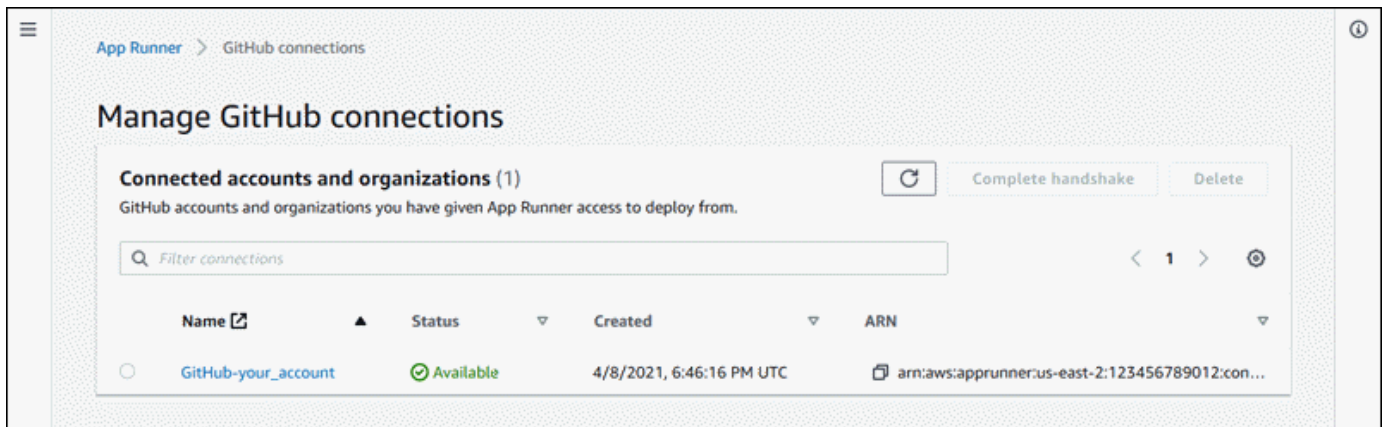 App Runner > GitHub connections
Manage GitHub connections
Connected accounts and organizations (1)
Complete handshake
Delete
GitHub accounts and organizations you have given App Runner access to deploy from.
Filter connections
< 1 >
Name Status Created ARN
GitHub-your_account Available 4/8/2021, 6:46:16 PM UTC arn:aws:apprunner:us-east-2:123456789012:con...